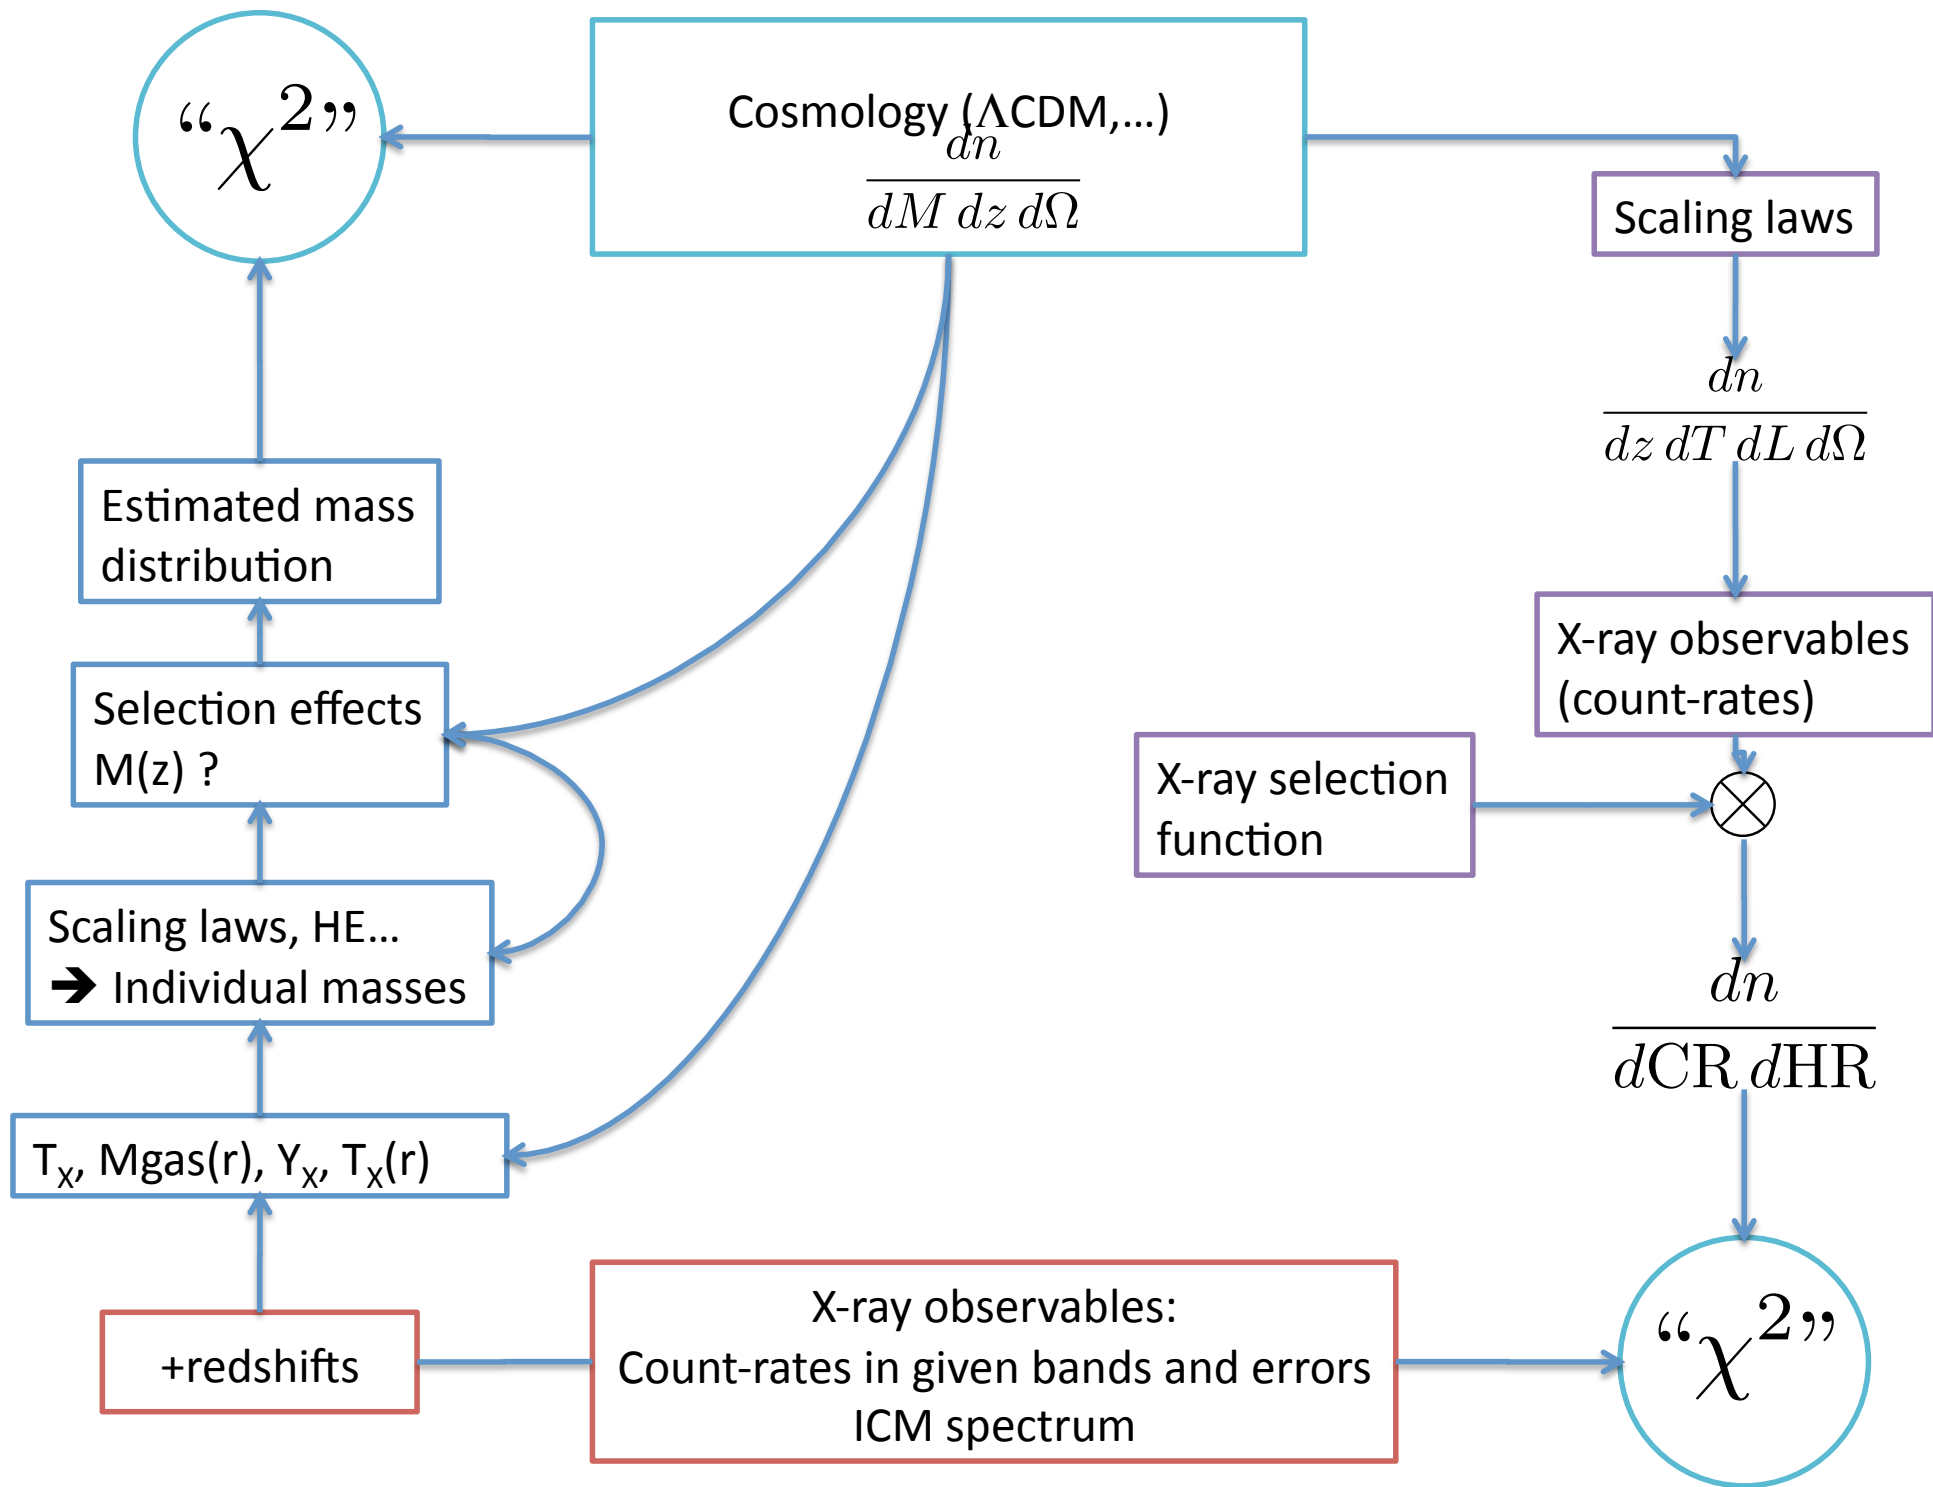 “χ²”
Cosmology (ΛCDM,…)
dn
dM dz dΩ
Scaling laws
dn
dz dT dL dΩ
Estimated mass
distribution
X-ray observables
(count-rates)
Selection effects
M(z) ?
X-ray selection
function
Scaling laws, HE…
➔ Individual masses
dn
dCR dHR
T_X, Mgas(r), Y_X, T_X(r)
+redshifts
X-ray observables:
Count-rates in given bands and errors
ICM spectrum
“χ²”